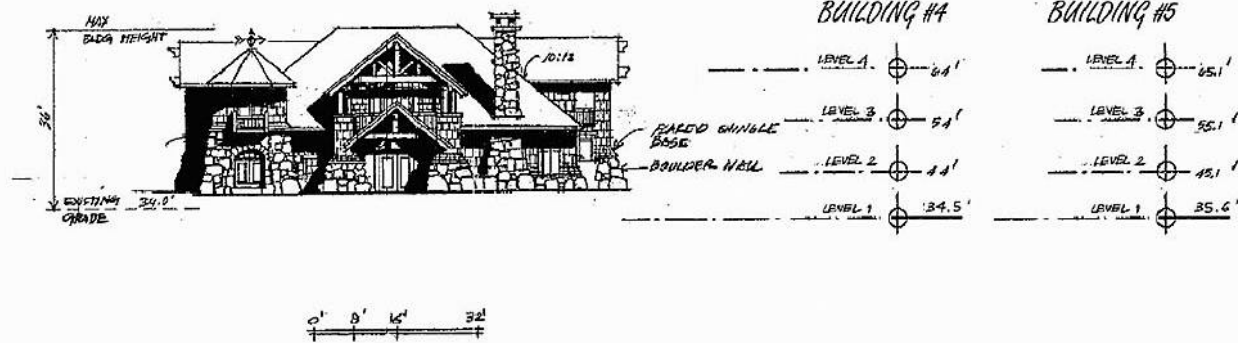 MAX
BLDG HEIGHT
36'
EXISTING 34.0'
GRADE
10:12
FLARED SHINGLE
BASE
BOULDER WALL
0' 8' 16' 32'
BUILDING #4
LEVEL 4 64'
LEVEL 3 54'
LEVEL 2 44'
LEVEL 1 34.5'
BUILDING #5
LEVEL 4 65.1'
LEVEL 3 55.1'
LEVEL 2 45.1'
LEVEL 1 35.6'